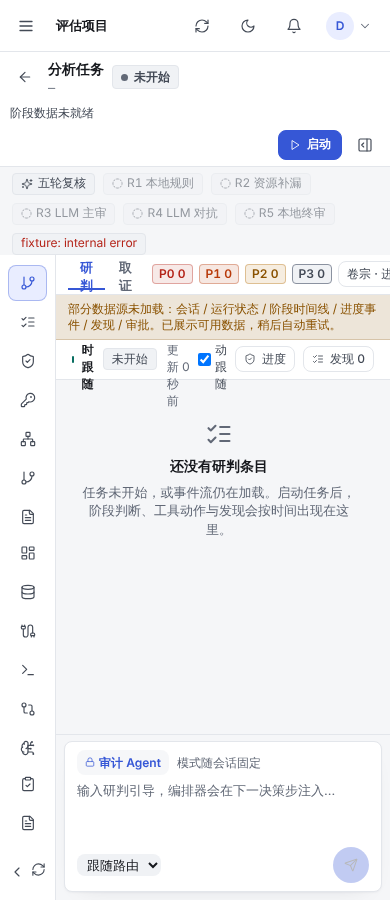 评估项目
D
分析任务
未开始
–
阶段数据未就绪
启动
五轮复核
R1 本地规则
R2 资源补漏
R3 LLM 主审
R4 LLM 对抗
R5 本地终审
fixture: internal error
研判
取证
P0 0
P1 0
P2 0
P3 0
卷宗 · 进
部分数据源未加载：会话 / 运行状态 / 阶段时间线 / 进度事
件 / 发现 / 审批。已展示可用数据，稍后自动重试。
时跟随
未开始
更新 0 秒前
动跟随
进度
发现 0
还没有研判条目
任务未开始，或事件流仍在加载。启动任务后，
阶段判断、工具动作与发现会按时间出现在这
里。
审计 Agent
模式随会话固定
输入研判引导，编排器会在下一决策步注入...
跟随路由